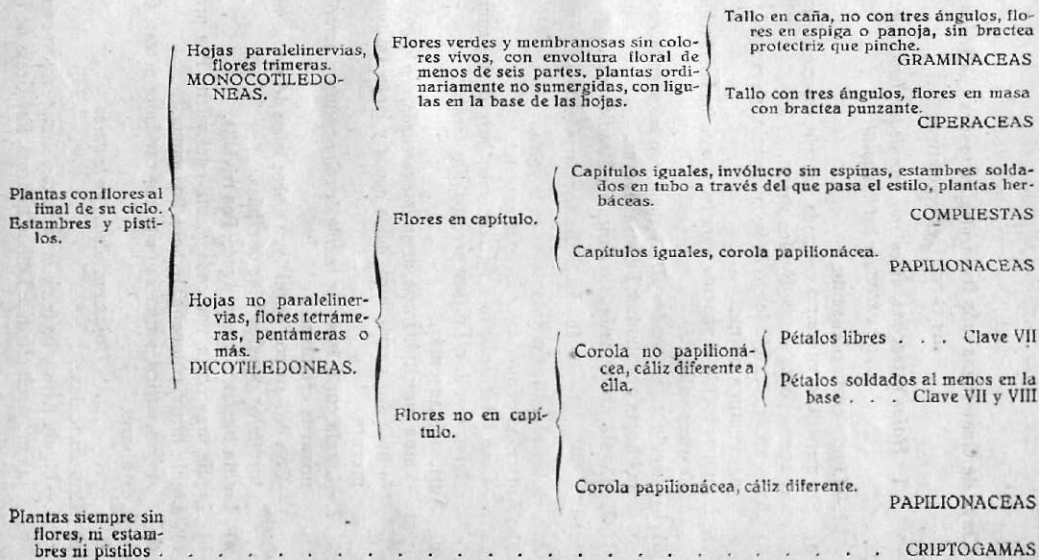 Plantas con flores al
final de su ciclo.
Estambres y pisti-
los.
Hojas paralelinervias,
flores trimeras.
MONOCOTILEDO-
NEAS.
Flores verdes y membranosas sin colo-
res vivos, con envoltura floral de
menos de seis partes, plantas ordi-
nariamente no sumergidas, con ligu-
las en la base de las hojas.
Tallo en caña, no con tres ángulos, flo-
res en espiga o panoja, sin bractea
protectriz que pinche.
GRAMINACEAS
Tallo con tres ángulos, flores en masa
con bractea punzante.
CIPERACEAS
Hojas no paraleliner-
vias, flores tetráme-
ras, pentámeras o
más.
DICOTILEDONEAS.
Flores en capítulo.
Capítulos iguales, invólucro sin espinas, estambres solda-
dos en tubo a través del que pasa el estilo, plantas her-
báceas.
COMPUESTAS
Capítulos iguales, corola papilionácea.
PAPILIONACEAS
Flores no en capí-
tulo.
Corola no papilioná-
cea, cáliz diferente a
ella.
Pétalos libres . . . Clave VII
Pétalos soldados al menos en la
base . . . Clave VII y VIII
Corola papilionácea, cáliz diferente.
PAPILIONACEAS
Plantas siempre sin
flores, ni estam-
bres ni pistilos . . . . . . . . . . . . . . . . . . . . . . . . CRIPTOGAMAS